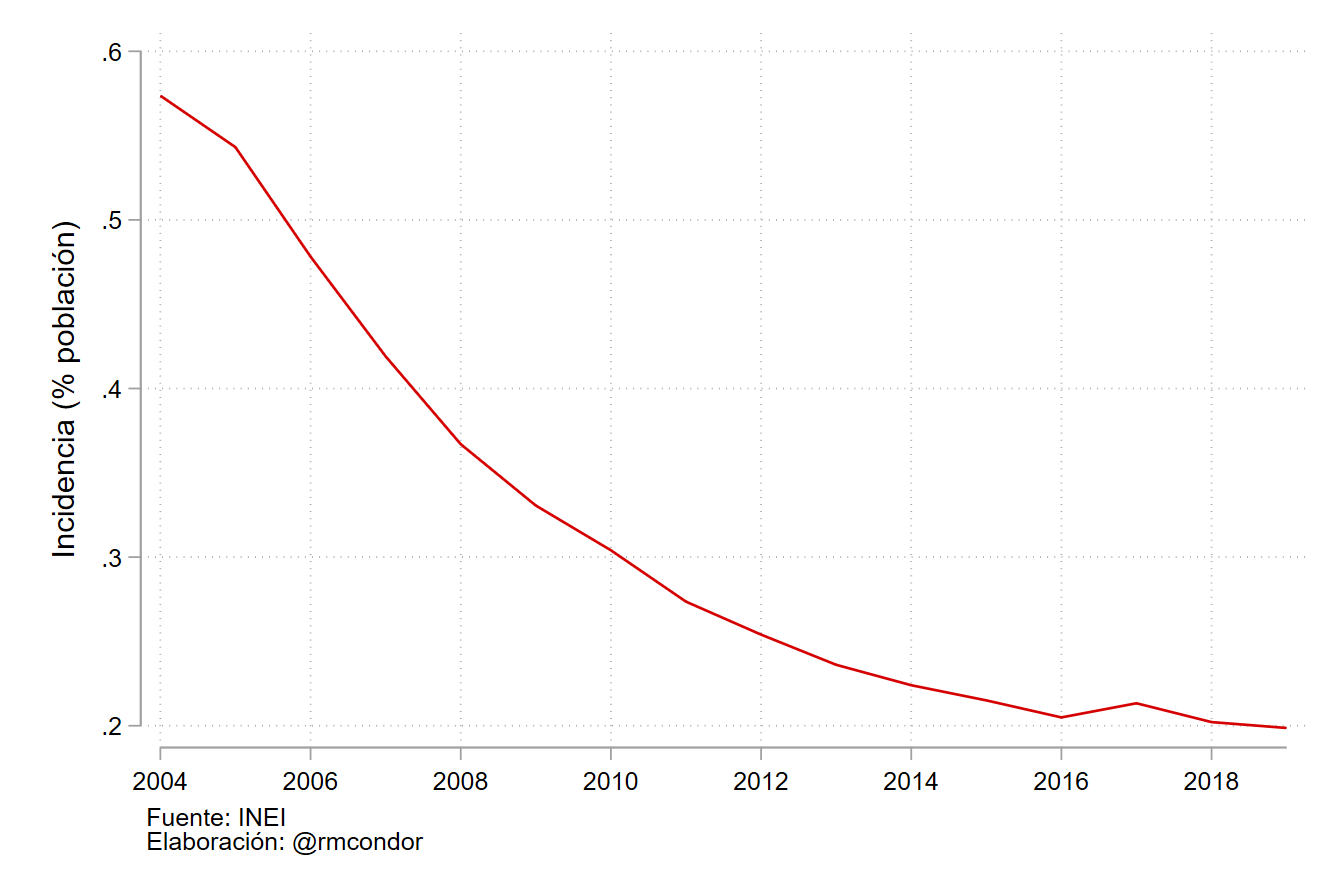 .6
.5
.4
.3
.2
Incidencia (% población)
2004 2006 2008 2010 2012 2014 2016 2018
Fuente: INEI
Elaboración: @rmcondor